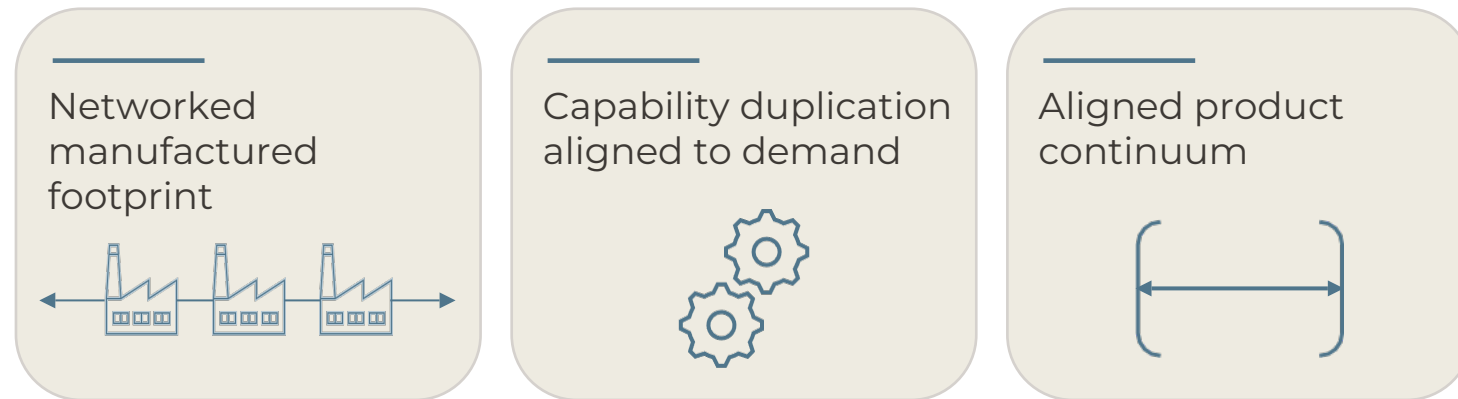 Networked
manufactured
footprint
Capability duplication
aligned to demand
Aligned product
continuum